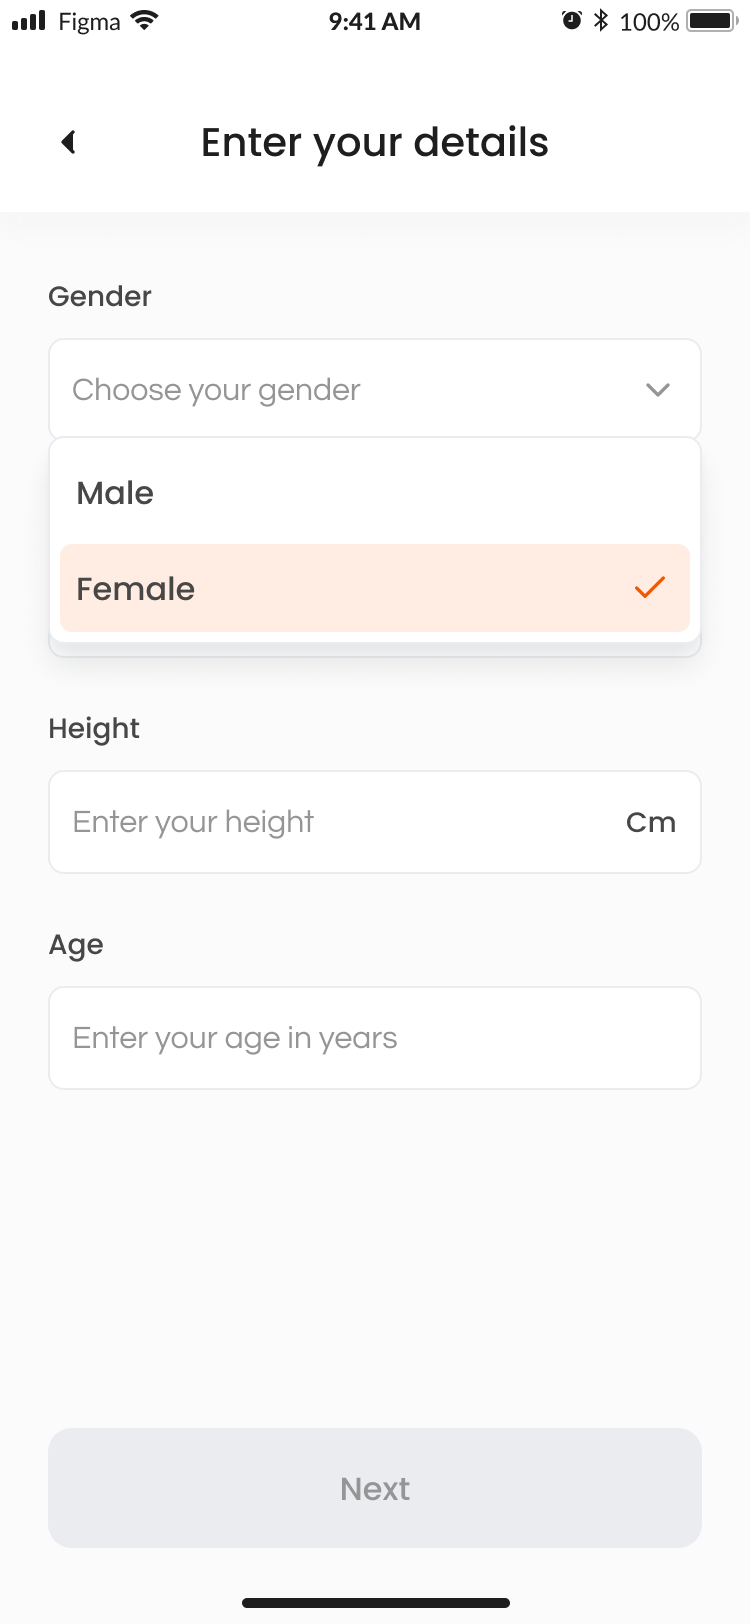 Figma 9:41 AM 100%
Enter your details
Gender
Choose your gender
Male
Female
Height
Enter your height Cm
Age
Enter your age in years
Next